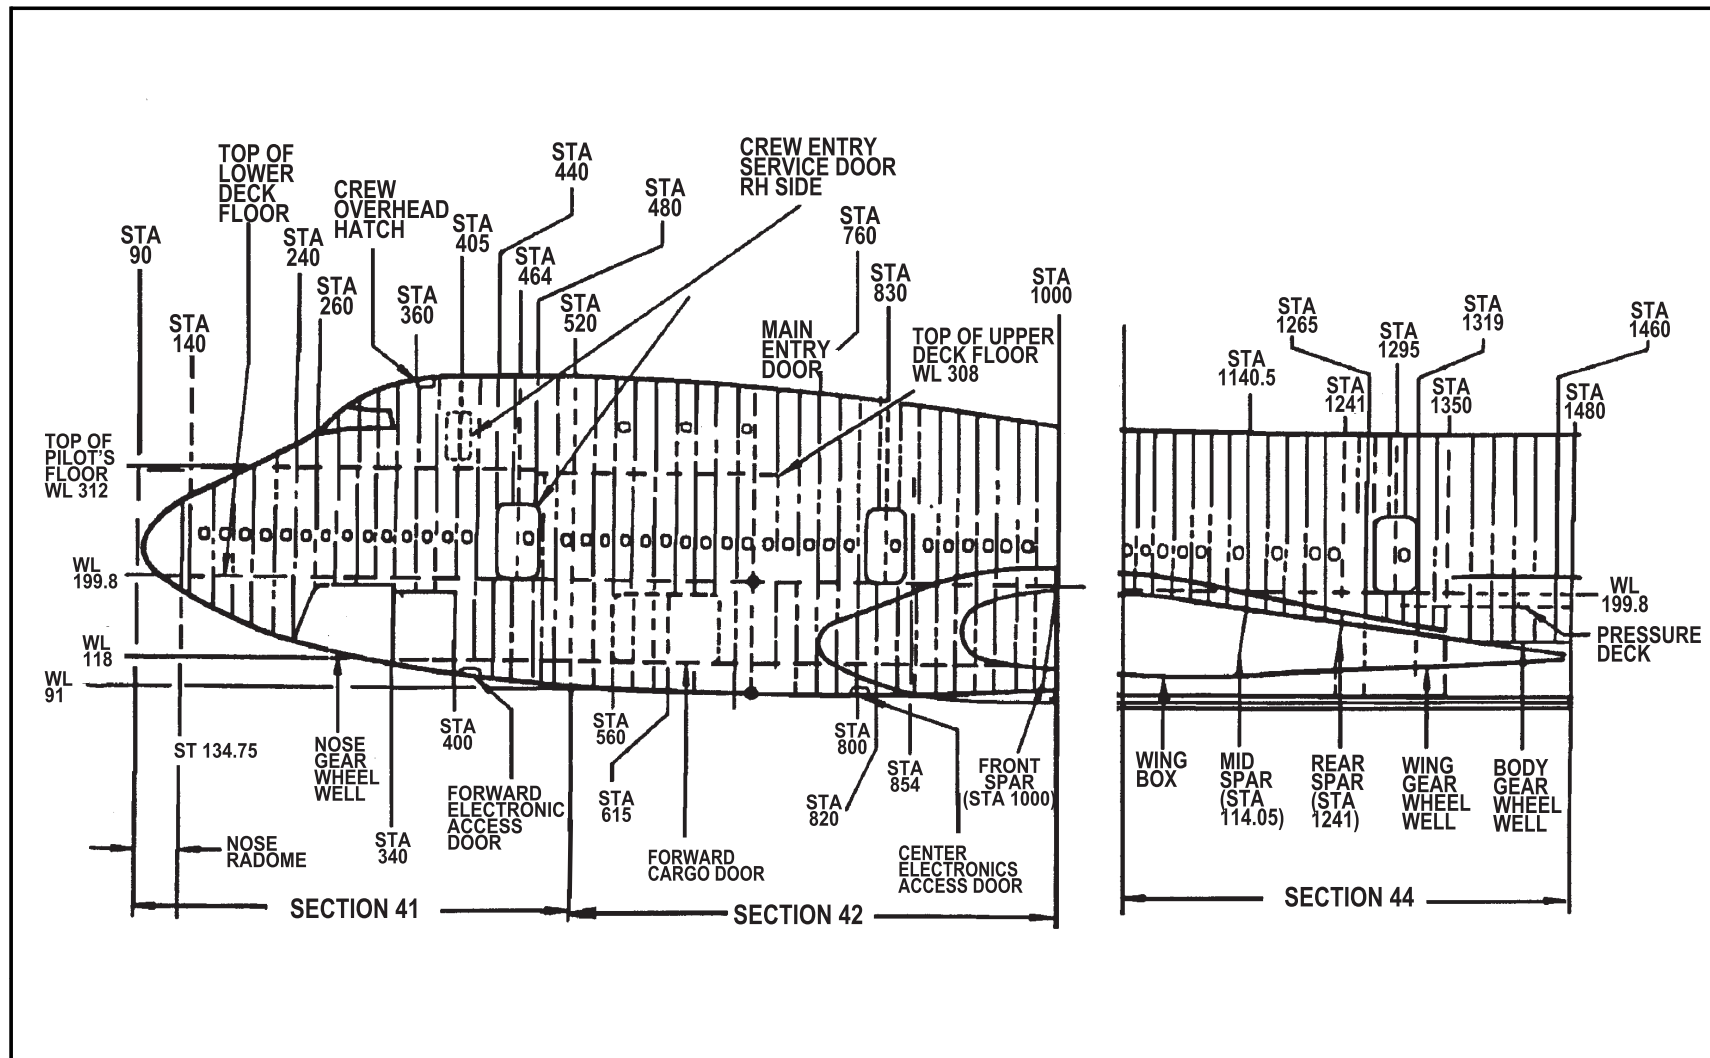 TOP OF
LOWER
DECK
FLOOR
CREW
OVERHEAD
HATCH
STA
440
STA
480
CREW ENTRY
SERVICE DOOR
RH SIDE
STA
90
STA
140
STA
240
STA
260
STA
360
STA
405
STA
464
STA
520
STA
760
STA
830
MAIN
ENTRY
DOOR
TOP OF UPPER
DECK FLOOR
WL 308
STA
1000
STA
1140.5
STA
1265
STA
1241
STA
1295
STA
1319
STA
1350
STA
1460
STA
1480
TOP OF
PILOT'S
FLOOR
WL 312
WL
199.8
WL
118
WL
91
WL
199.8
PRESSURE
DECK
ST 134.75
NOSE
GEAR
WHEEL
WELL
STA
400
STA
340
FORWARD
ELECTRONIC
ACCESS
DOOR
STA
560
STA
615
FORWARD
CARGO DOOR
STA
800
STA
820
STA
854
CENTER
ELECTRONICS
ACCESS DOOR
FRONT
SPAR
(STA 1000)
WING
BOX
MID
SPAR
(STA
114.05)
REAR
SPAR
(STA
1241)
WING
GEAR
WHEEL
WELL
BODY
GEAR
WHEEL
WELL
NOSE
RADOME
SECTION 41
SECTION 42
SECTION 44